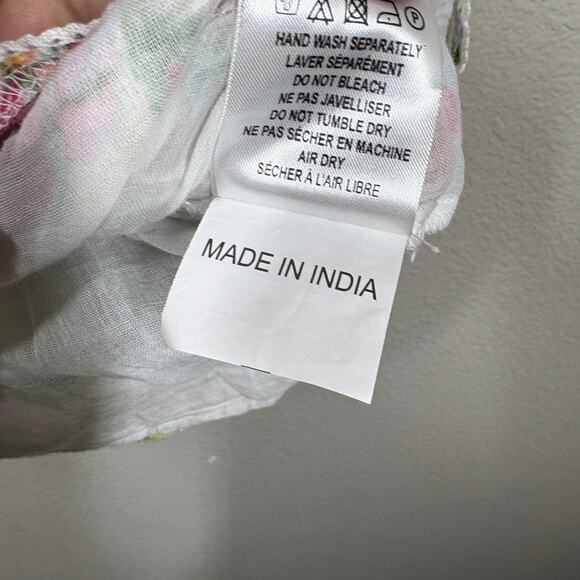 HAND WASH SEPARATELY
LAVER SÉPARÉMENT
DO NOT BLEACH
NE PAS JAVELLISER
DO NOT TUMBLE DRY
NE PAS SÉCHER EN MACHINE
AIR DRY
SÉCHER À L'AIR LIBRE
MADE IN INDIA